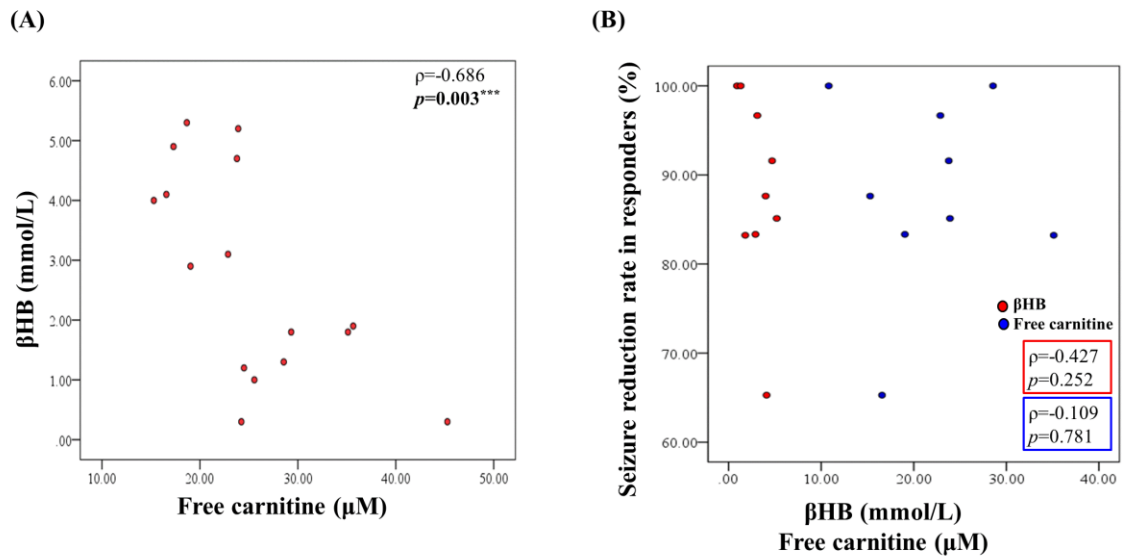 (A)
(B)
ρ=-0.686
p=0.003***
βHB (mmol/L)
6.00
5.00
4.00
3.00
2.00
1.00
.00
10.00
20.00
30.00
40.00
50.00
Free carnitine (μM)
Seizure reduction rate in responders (%)
100.00
90.00
80.00
70.00
60.00
βHB
Free carnitine
ρ=-0.427
p=0.252
ρ=-0.109
p=0.781
.00
10.00
20.00
30.00
40.00
βHB (mmol/L)
Free carnitine (μM)